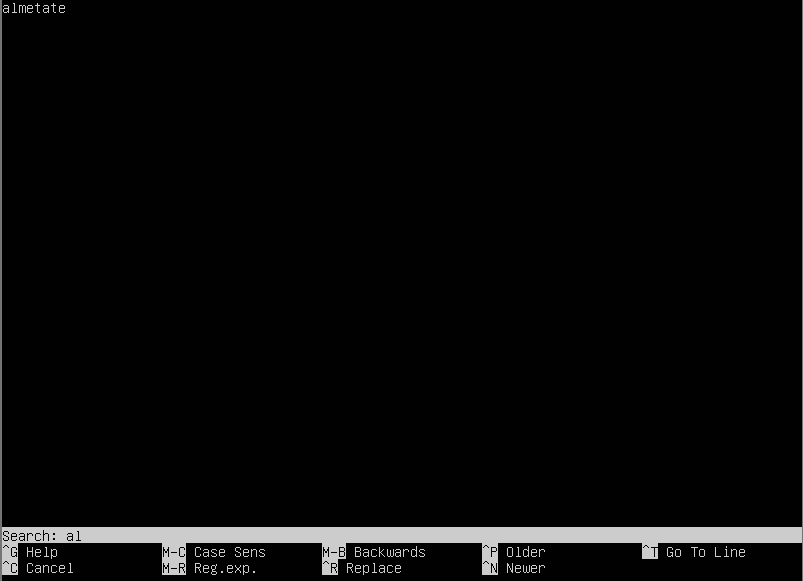 almetate
Search: al
^G Help M-C Case Sens M-B Backwards ^P Older ^T Go To Line
^C Cancel M-R Reg.exp. ^R Replace ^N Newer